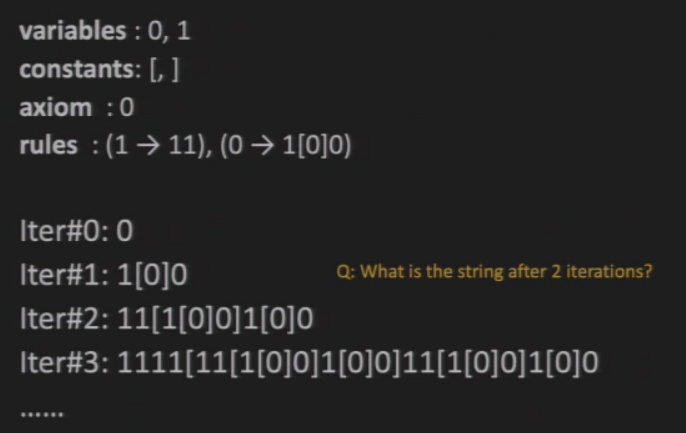 variables : 0, 1
constants: [, ]
axiom : 0
rules : (1 → 11), (0 → 1[0]0)
Iter#0: 0
Iter#1: 1[0]0
Q: What is the string after 2 iterations?
Iter#2: 11[1[0]0]1[0]0
Iter#3: 1111[11[1[0]0]1[0]0]11[1[0]0]1[0]0
......